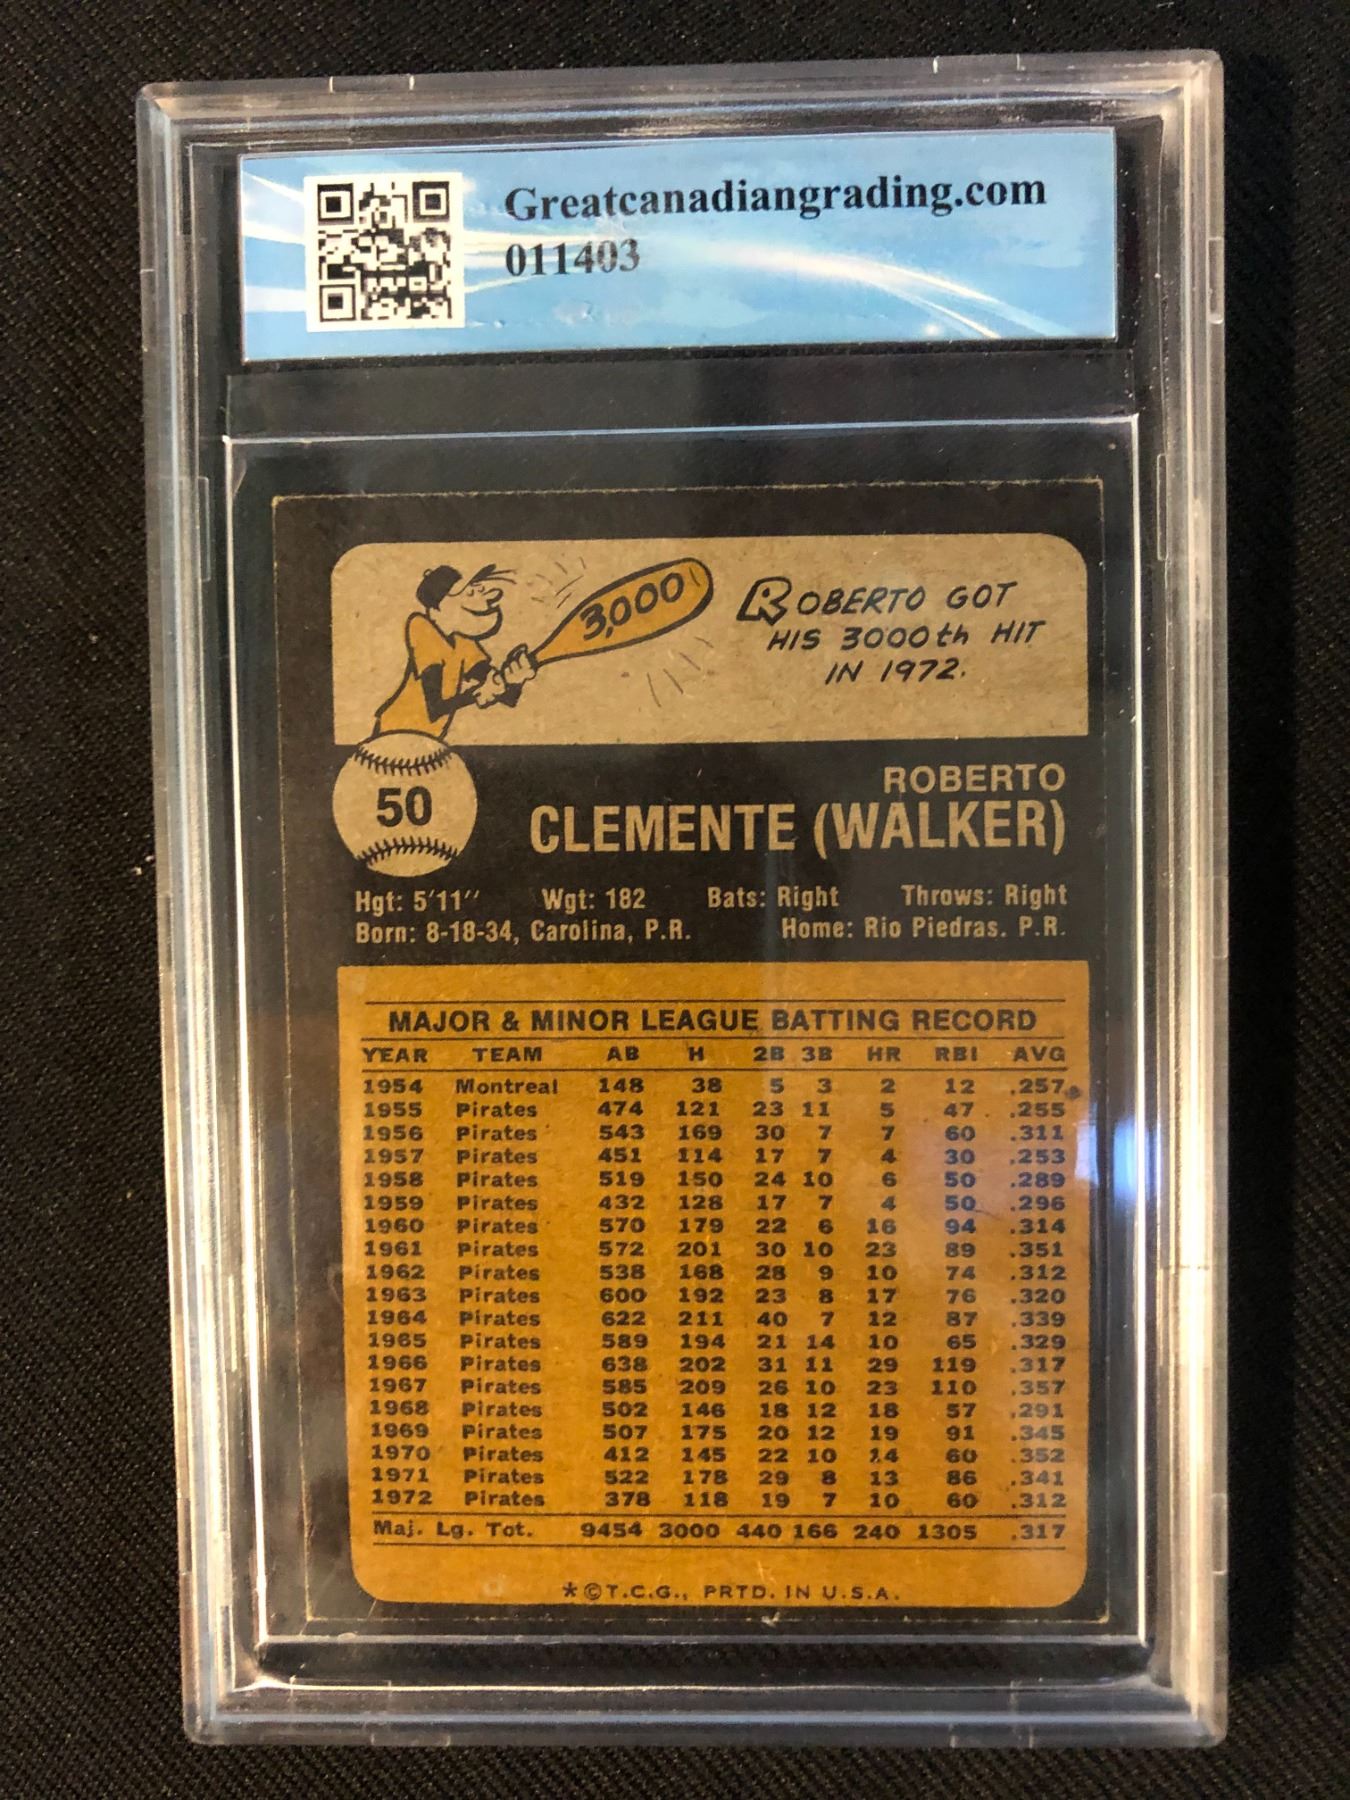 Greatcanadiangrading.com
011403
3,000
ROBERTO GOT
HIS 3000th HIT
IN 1972.
50
ROBERTO
CLEMENTE (WALKER)
Hgt: 5'11" Wgt: 182 Bats: Right Throws: Right
Born: 8-18-34, Carolina, P.R. Home: Rio Piedras, P.R.
MAJOR & MINOR LEAGUE BATTING RECORD
YEAR TEAM AB H 2B 3B HR RBI AVG
1954 Montreal 148 38 5 3 2 12 .257
1955 Pirates 474 121 23 11 5 47 .255
1956 Pirates 543 169 30 7 7 60 .311
1957 Pirates 451 114 17 7 4 30 .253
1958 Pirates 519 150 24 10 6 50 .289
1959 Pirates 432 128 17 7 4 50 .296
1960 Pirates 570 179 22 6 16 94 .314
1961 Pirates 572 201 30 10 23 89 .351
1962 Pirates 538 168 28 9 10 74 .312
1963 Pirates 600 192 23 8 17 76 .320
1964 Pirates 622 211 40 7 12 87 .339
1965 Pirates 589 194 21 14 10 65 .329
1966 Pirates 638 202 31 11 29 119 .317
1967 Pirates 585 209 26 10 23 110 .357
1968 Pirates 502 146 18 12 18 57 .291
1969 Pirates 507 175 20 12 19 91 .345
1970 Pirates 412 145 22 10 14 60 .352
1971 Pirates 522 178 29 8 13 86 .341
1972 Pirates 378 118 19 7 10 60 .312
Maj. Lg. Tot. 9454 3000 440 166 240 1305 .317
*©T.C.G., PRTD. IN U.S.A.